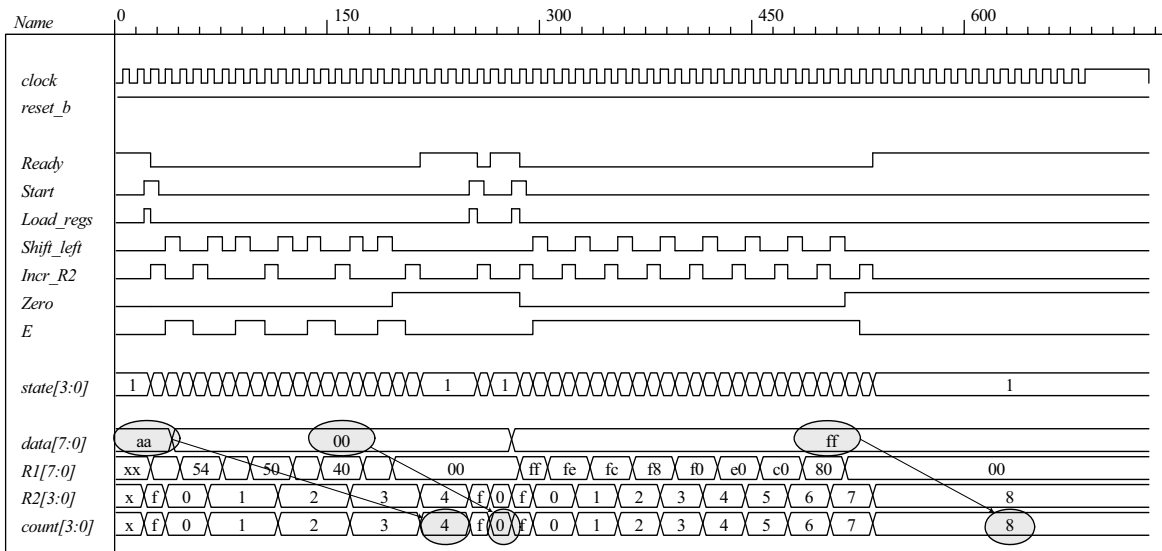 Name 0 150 300 450 600
clock
reset_b
Ready
Start
Load_regs
Shift_left
Incr_R2
Zero
E
state[3:0] 1 1 1 1
data[7:0] aa 00 ff
R1[7:0] xx 54 50 40 00 ff fe fc f8 f0 e0 c0 80 00
R2[3:0] x f 0 1 2 3 4 f 0 f 0 1 2 3 4 5 6 7 8
count[3:0] x f 0 1 2 3 4 f 0 f 0 1 2 3 4 5 6 7 8